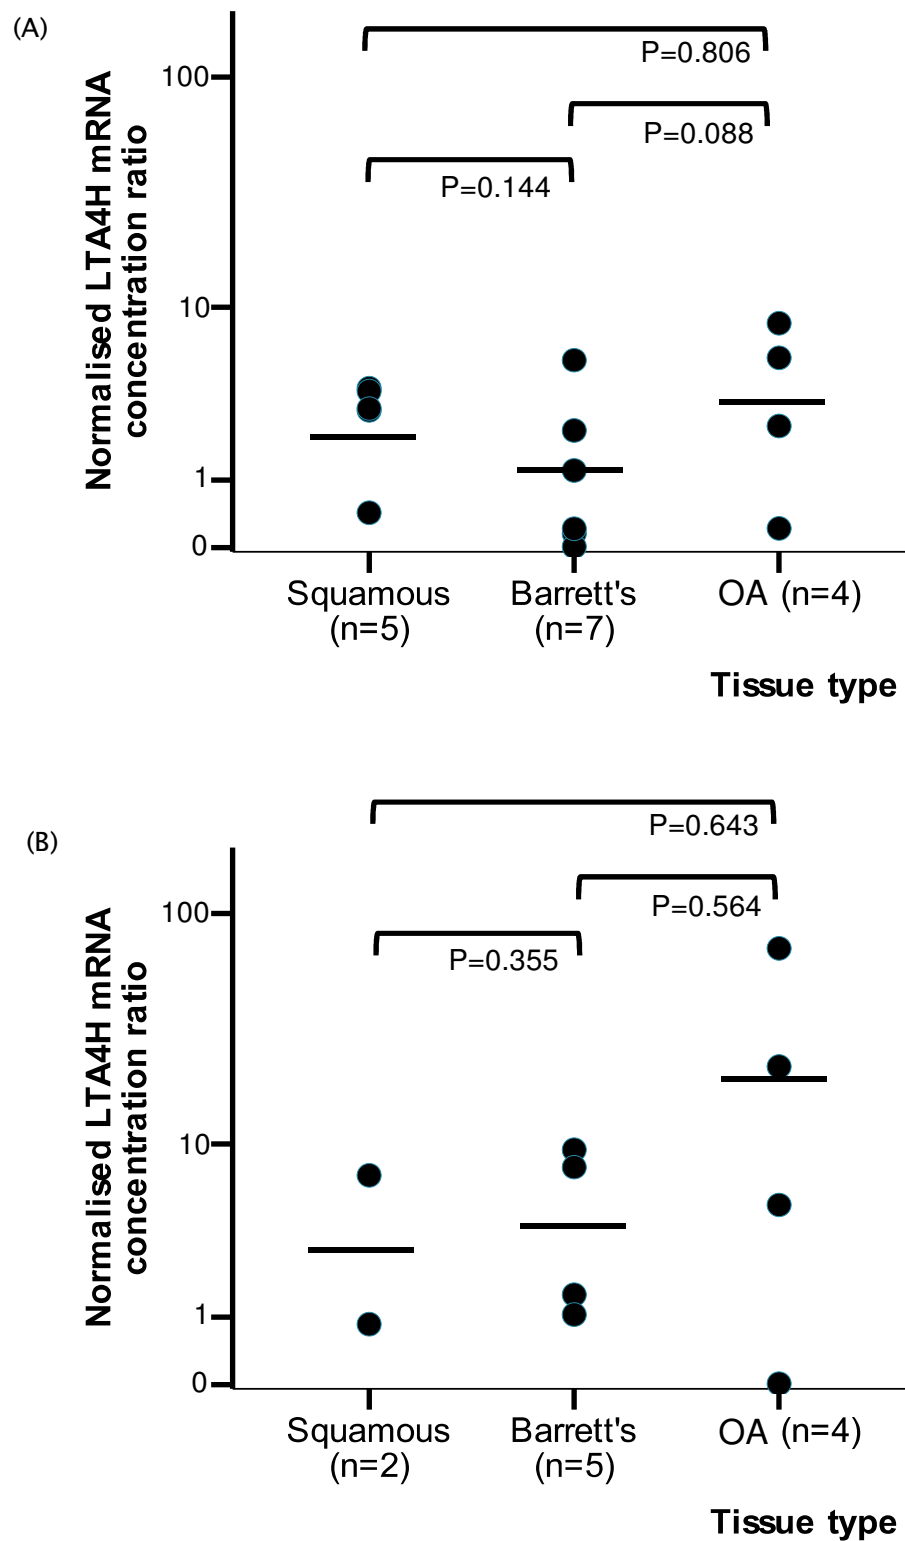 (A)
P=0.806
100
P=0.088
P=0.144
Normalised LTA4H mRNA
concentration ratio
10
1
0
Squamous
(n=5)
Barrett's
(n=7)
OA (n=4)
Tissue type
(B)
P=0.643
100
P=0.564
P=0.355
Normalised LTA4H mRNA
concentration ratio
10
1
0
Squamous
(n=2)
Barrett's
(n=5)
OA (n=4)
Tissue type